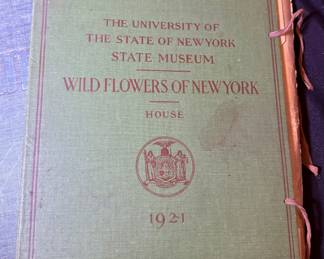 THE UNIVERSITY OF
THE STATE OF NEW YORK
STATE MUSEUM
WILD FLOWERS OF NEW YORK
HOUSE
1921